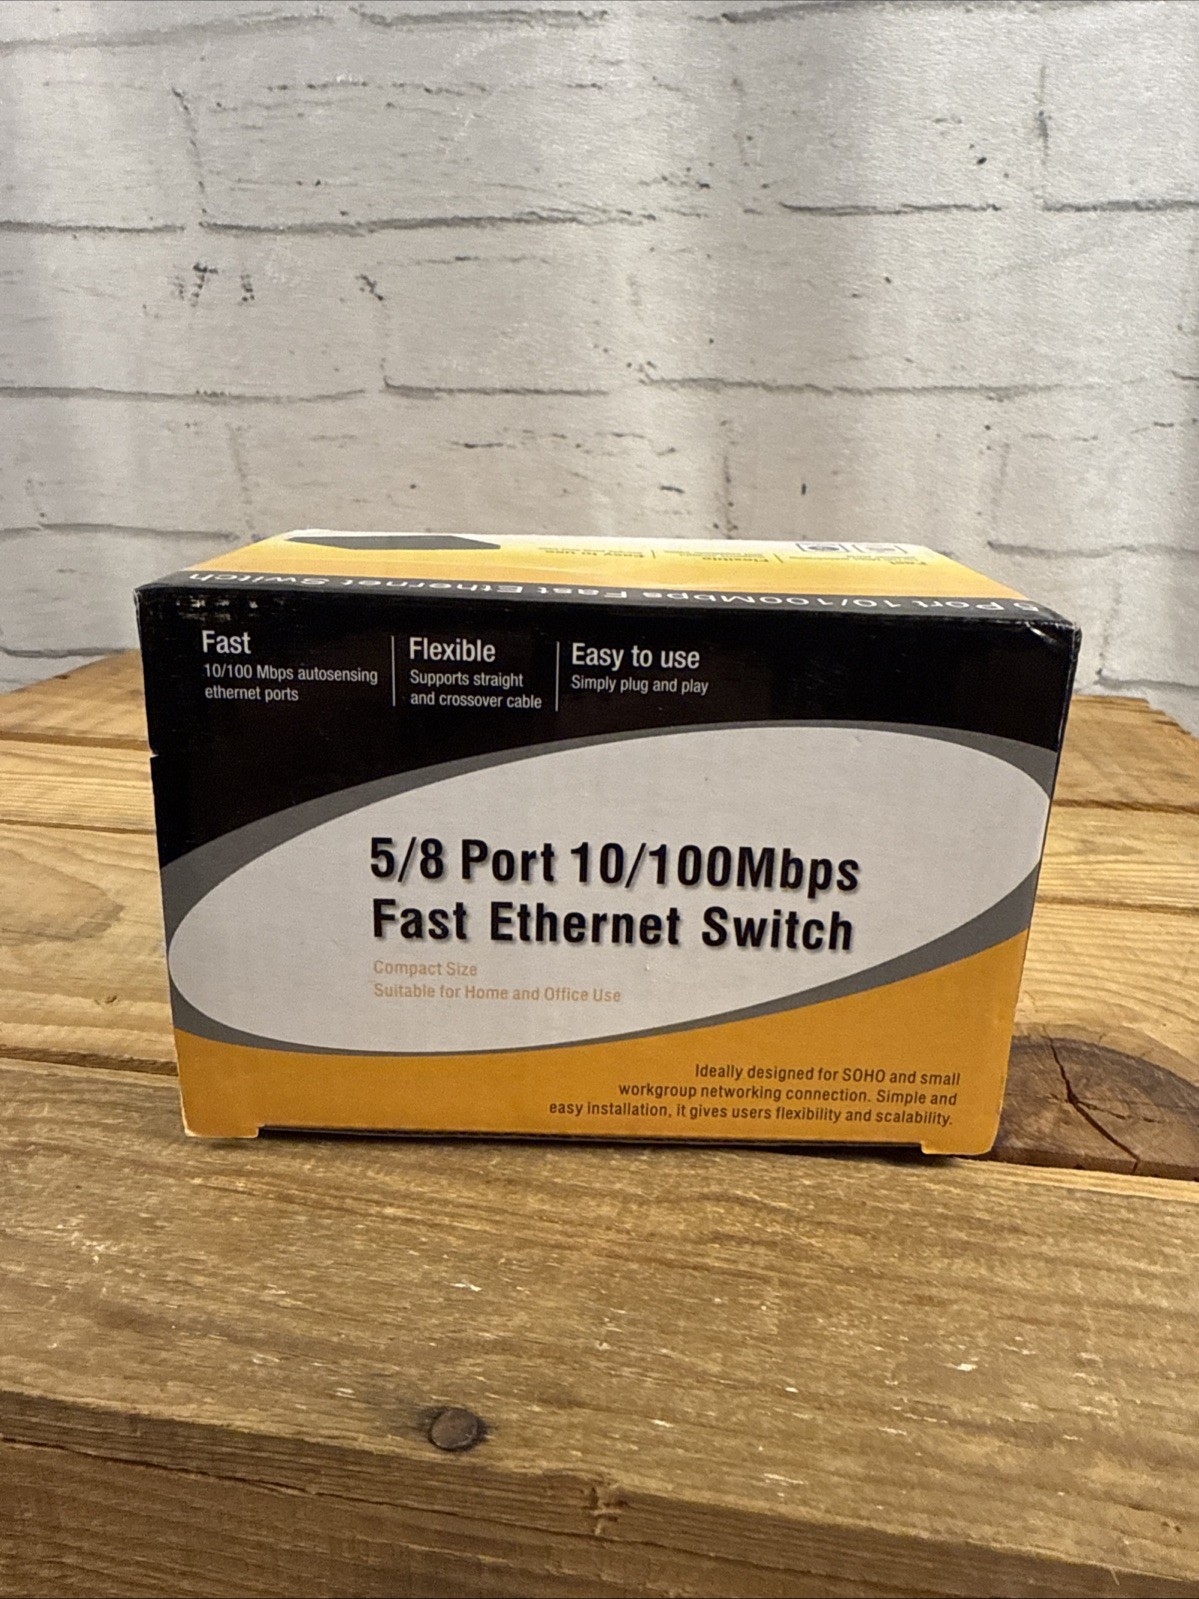 5 Port 10/100Mbps Fast Ethernet Switch
Fast
10/100 Mbps autosensing
ethernet ports
Flexible
Supports straight
and crossover cable
Easy to use
Simply plug and play
5/8 Port 10/100Mbps
Fast Ethernet Switch
Compact Size
Suitable for Home and Office Use
Ideally designed for SOHO and small
workgroup networking connection. Simple and
easy installation, it gives users flexibility and scalability.